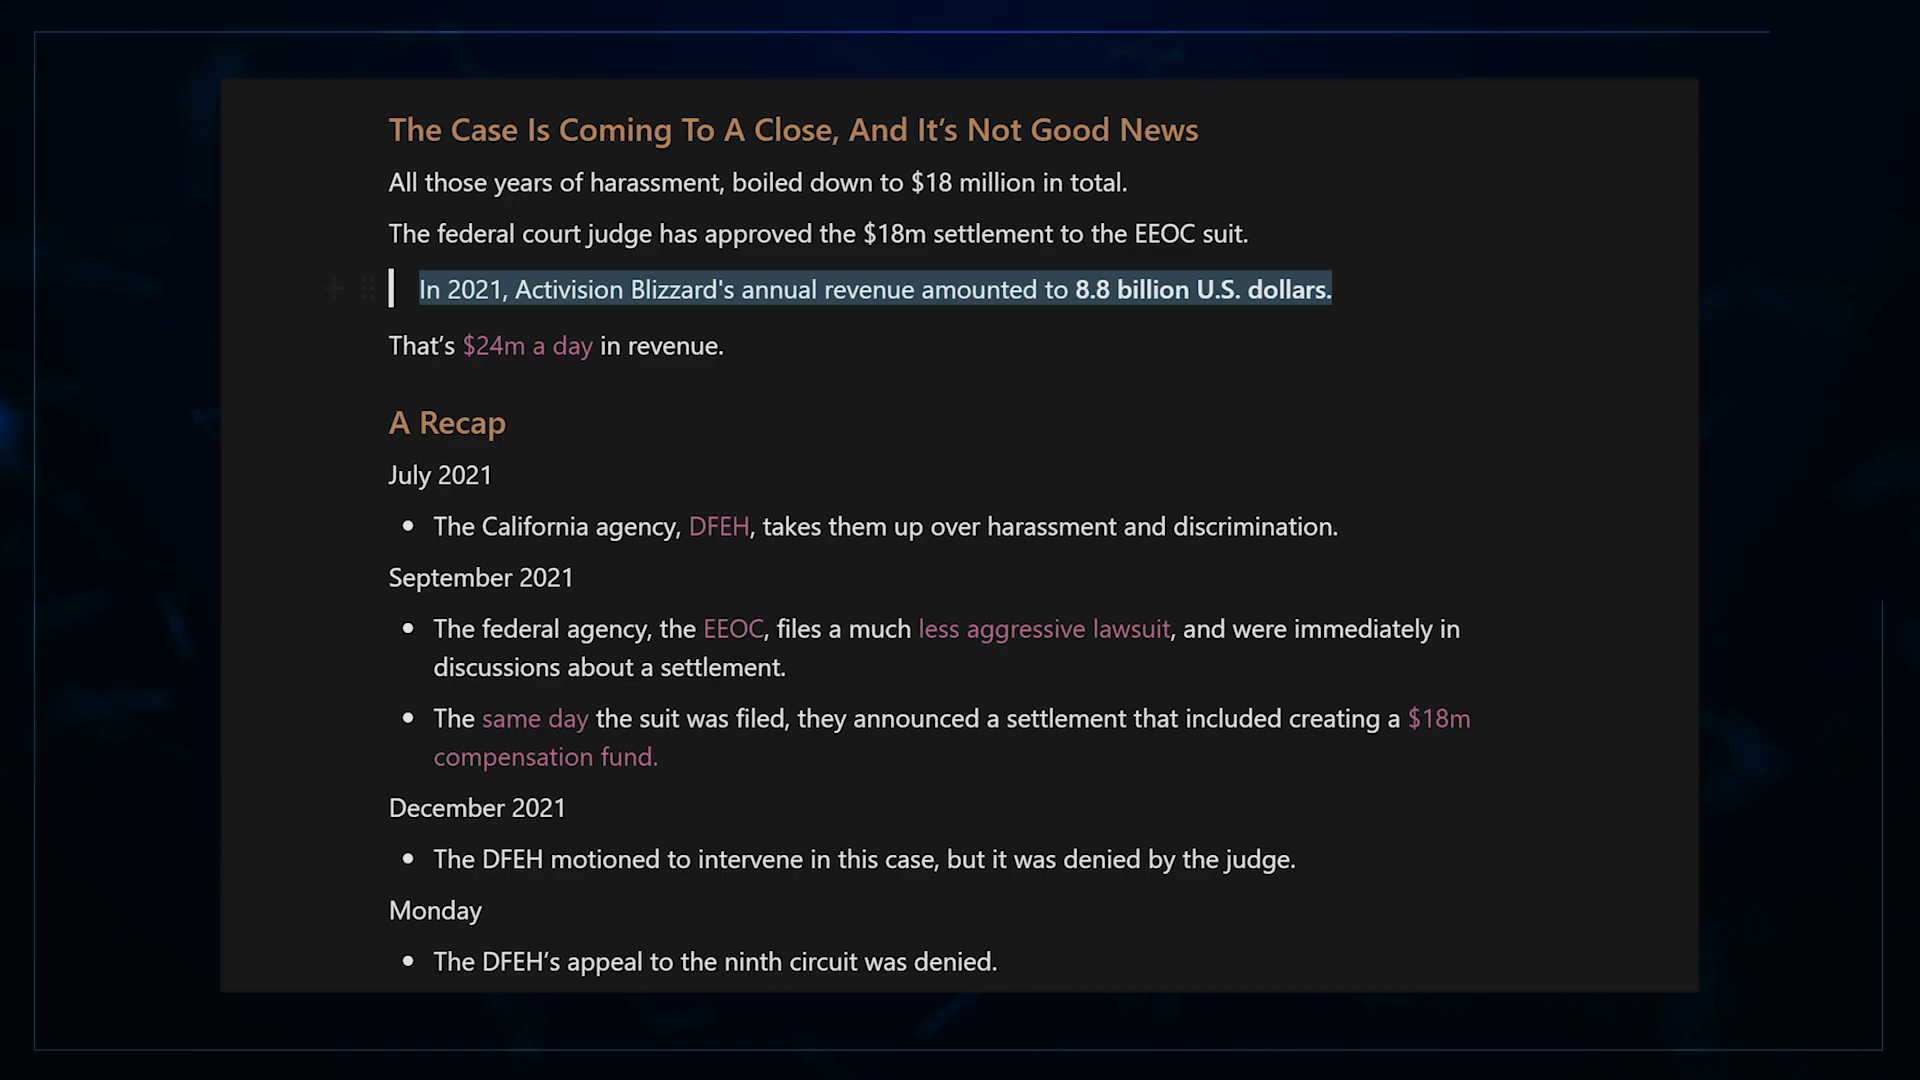 The Case Is Coming To A Close, And It’s Not Good News
All those years of harassment, boiled down to $18 million in total.
The federal court judge has approved the $18m settlement to the EEOC suit.
In 2021, Activision Blizzard's annual revenue amounted to 8.8 billion U.S. dollars.
That’s $24m a day in revenue.
A Recap
July 2021
• The California agency, DFEH, takes them up over harassment and discrimination.
September 2021
• The federal agency, the EEOC, files a much less aggressive lawsuit, and were immediately in
discussions about a settlement.
• The same day the suit was filed, they announced a settlement that included creating a $18m
compensation fund.
December 2021
• The DFEH motioned to intervene in this case, but it was denied by the judge.
Monday
• The DFEH’s appeal to the ninth circuit was denied.